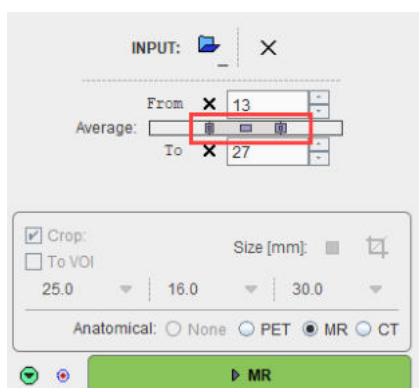 INPUT:
From 13
Average:
To 27
Crop:
Size [mm]:
To VOI
25.0 16.0 30.0
Anatomical: None PET MR CT
MR